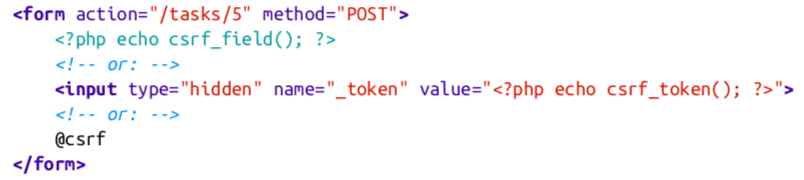 <form action="/tasks/5" method="POST">
<?php echo csrf_field(); ?>
<!-- or: -->
<input type="hidden" name="_token" value="<?php echo csrf_token(); ?>">
<!-- or: -->
@csrf
</form>